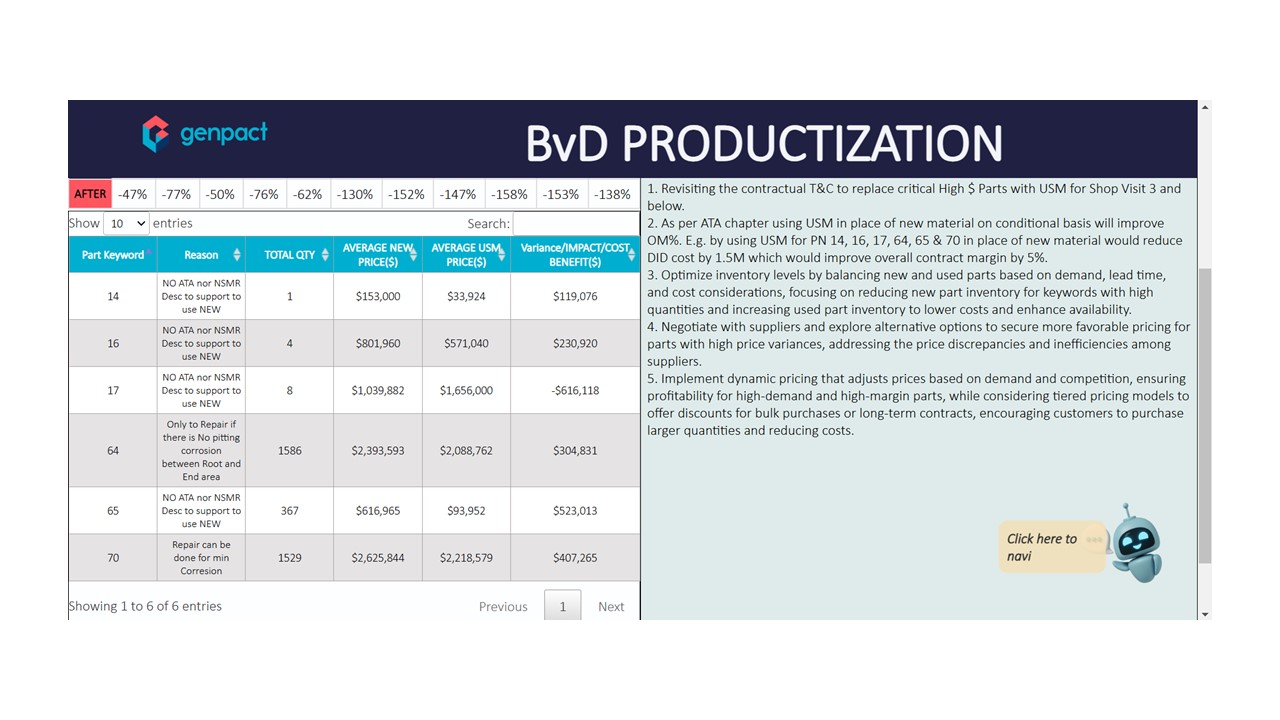 genpact
BvD PRODUCTIZATION
AFTER -47% -77% -50% -76% -62% -130% -152% -147% -158% -153% -138%
Show 10 entries Search:
Part Keyword Reason TOTAL QTY AVERAGE NEW PRICE($) AVERAGE USM PRICE($) Variance/IMPACT/COST BENEFIT($)
14 NO ATA nor NSMR Desc to support to use NEW 1 $153,000 $33,924 $119,076
16 NO ATA nor NSMR Desc to support to use NEW 4 $801,960 $571,040 $230,920
17 NO ATA nor NSMR Desc to support to use NEW 8 $1,039,882 $1,656,000 -$616,118
64 Only to Repair if there is No pitting corrosion between Root and End area 1586 $2,393,593 $2,088,762 $304,831
65 NO ATA nor NSMR Desc to support to use NEW 367 $616,965 $93,952 $523,013
70 Repair can be done for min Corresion 1529 $2,625,844 $2,218,579 $407,265
Showing 1 to 6 of 6 entries Previous 1 Next
1. Revisiting the contractual T&C to replace critical High $ Parts with USM for Shop Visit 3 and
below.
2. As per ATA chapter using USM in place of new material on conditional basis will improve
OM%. E.g. by using USM for PN 14, 16, 17, 64, 65 & 70 in place of new material would reduce
DID cost by 1.5M which would improve overall contract margin by 5%.
3. Optimize inventory levels by balancing new and used parts based on demand, lead time,
and cost considerations, focusing on reducing new part inventory for keywords with high
quantities and increasing used part inventory to lower costs and enhance availability.
4. Negotiate with suppliers and explore alternative options to secure more favorable pricing for
parts with high price variances, addressing the price discrepancies and inefficiencies among
suppliers.
5. Implement dynamic pricing that adjusts prices based on demand and competition, ensuring
profitability for high-demand and high-margin parts, while considering tiered pricing models to
offer discounts for bulk purchases or long-term contracts, encouraging customers to purchase
larger quantities and reducing costs.
Click here to
navi